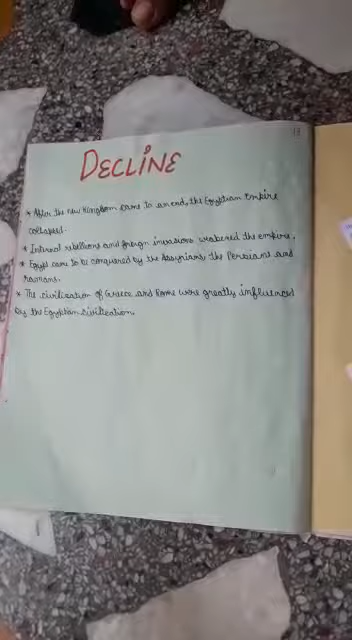 13
DECLINE
* After the new Kingdom came to an end, the Egyptian Empire
collapsed.
* Internal rebellions and foreign invasions weakened the empire.
* Egypt came to be conquered by the Assyrians, the Persians and
Romans.
* The civilization of Greece and Rome were greatly influenced
by the Egyptian civilization.